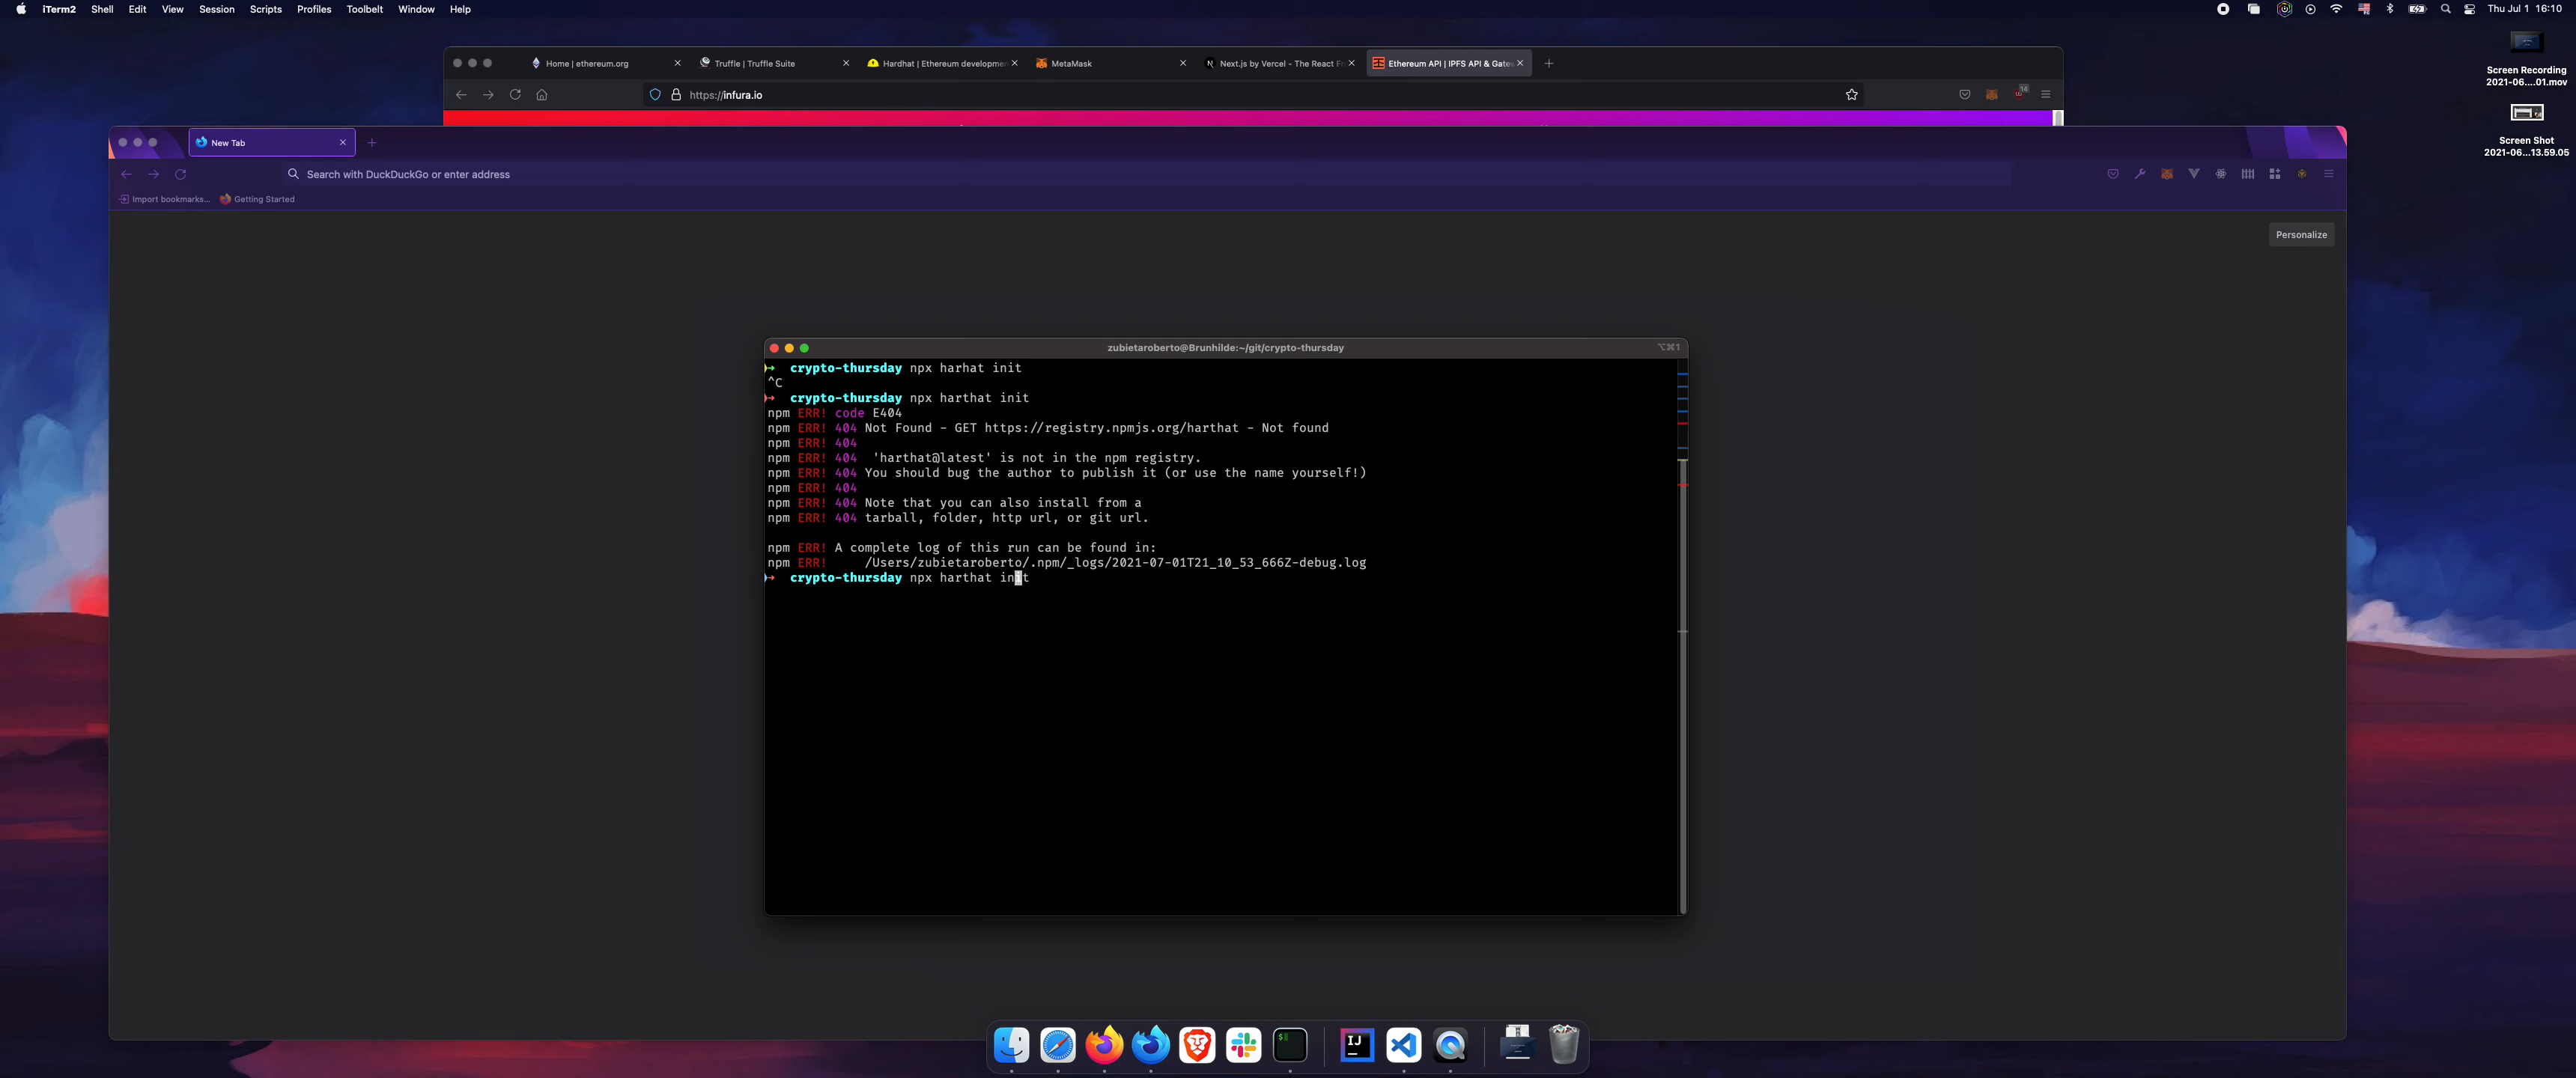 iTerm2 Shell Edit View Session Scripts Profiles Toolbelt Window Help Thu Jul 1 16:10
Home | ethereum.org Truffle | Truffle Suite Hardhat | Ethereum developmen MetaMask Next.js by Vercel - The React Fr Ethereum API | IPFS API & Gatew
https://infura.io 14
Screen Recording
2021-06....01.mov
Screen Shot
2021-06...13.59.05
New Tab
Search with DuckDuckGo or enter address
Import bookmarks... Getting Started
Personalize
zubietaroberto@Brunhilde:~/git/crypto-thursday ⌥⌘1
➜ crypto-thursday npx harhat init
^C
➜ crypto-thursday npx harthat init
npm ERR! code E404
npm ERR! 404 Not Found - GET https://registry.npmjs.org/harthat - Not found
npm ERR! 404
npm ERR! 404  'harthat@latest' is not in the npm registry.
npm ERR! 404 You should bug the author to publish it (or use the name yourself!)
npm ERR! 404
npm ERR! 404 Note that you can also install from a
npm ERR! 404 tarball, folder, http url, or git url.
npm ERR! A complete log of this run can be found in:
npm ERR!     /Users/zubietaroberto/.npm/_logs/2021-07-01T21_10_53_666Z-debug.log
➜ crypto-thursday npx harthat init
IJ